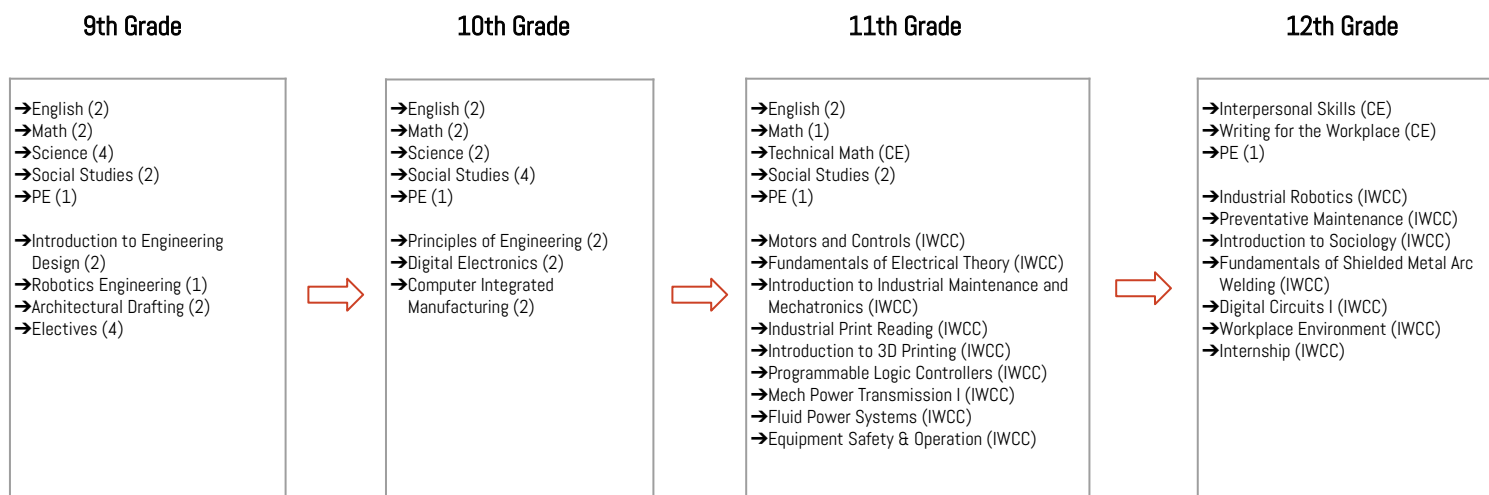 9th Grade
➔English (2)
➔Math (2)
➔Science (4)
➔Social Studies (2)
➔PE (1)
➔Introduction to Engineering
Design (2)
➔Robotics Engineering (1)
➔Architectural Drafting (2)
➔Electives (4)
10th Grade
➔English (2)
➔Math (2)
➔Science (2)
➔Social Studies (4)
➔PE (1)
➔Principles of Engineering (2)
➔Digital Electronics (2)
➔Computer Integrated
Manufacturing (2)
11th Grade
➔English (2)
➔Math (1)
➔Technical Math (CE)
➔Social Studies (2)
➔PE (1)
➔Motors and Controls (IWCC)
➔Fundamentals of Electrical Theory (IWCC)
➔Introduction to Industrial Maintenance and
Mechatronics (IWCC)
➔Industrial Print Reading (IWCC)
➔Introduction to 3D Printing (IWCC)
➔Programmable Logic Controllers (IWCC)
➔Mech Power Transmission I (IWCC)
➔Fluid Power Systems (IWCC)
➔Equipment Safety & Operation (IWCC)
12th Grade
➔Interpersonal Skills (CE)
➔Writing for the Workplace (CE)
➔PE (1)
➔Industrial Robotics (IWCC)
➔Preventative Maintenance (IWCC)
➔Introduction to Sociology (IWCC)
➔Fundamentals of Shielded Metal Arc
Welding (IWCC)
➔Digital Circuits I (IWCC)
➔Workplace Environment (IWCC)
➔Internship (IWCC)